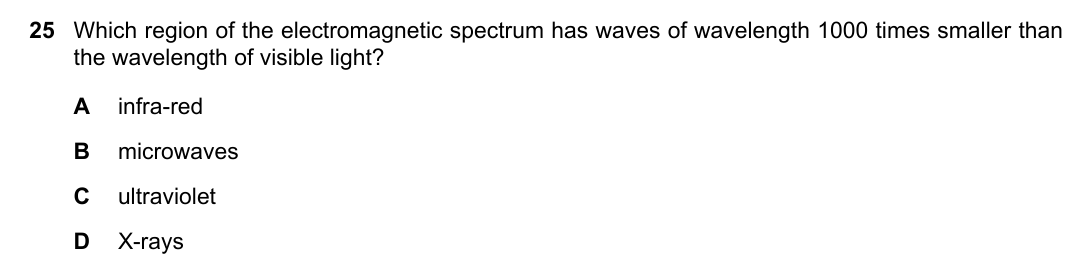 25 Which region of the electromagnetic spectrum has waves of wavelength 1000 times smaller than
the wavelength of visible light?
A infra-red
B microwaves
C ultraviolet
D X-rays